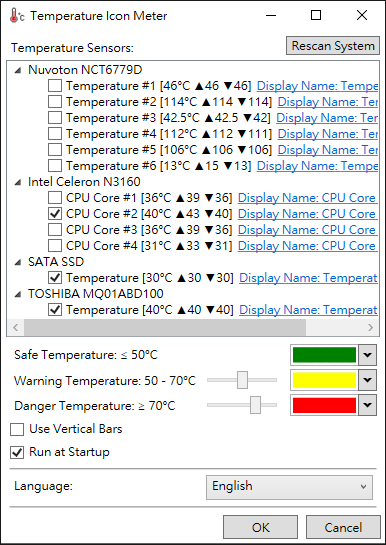 Temperature Icon Meter
Temperature Sensors:
Rescan System
Nuvoton NCT6779D
Temperature #1 [46°C ▲46 ▼46] Display Name: Tempe
Temperature #2 [114°C ▲114 ▼114] Display Name: Tem
Temperature #3 [42.5°C ▲42.5 ▼42] Display Name: Tem
Temperature #4 [112°C ▲112 ▼111] Display Name: Tem
Temperature #5 [106°C ▲106 ▼106] Display Name: Tem
Temperature #6 [13°C ▲15 ▼13] Display Name: Tempe
Intel Celeron N3160
CPU Core #1 [36°C ▲39 ▼36] Display Name: CPU Core
CPU Core #2 [40°C ▲43 ▼40] Display Name: CPU Core
CPU Core #3 [36°C ▲39 ▼36] Display Name: CPU Core
CPU Core #4 [31°C ▲33 ▼31] Display Name: CPU Core
SATA SSD
Temperature [30°C ▲30 ▼30] Display Name: Temperat
TOSHIBA MQ01ABD100
Temperature [40°C ▲40 ▼40] Display Name: Temperat
Safe Temperature: ≤ 50°C
Warning Temperature: 50 - 70°C
Danger Temperature: ≥ 70°C
Use Vertical Bars
Run at Startup
Language:
English
OK
Cancel